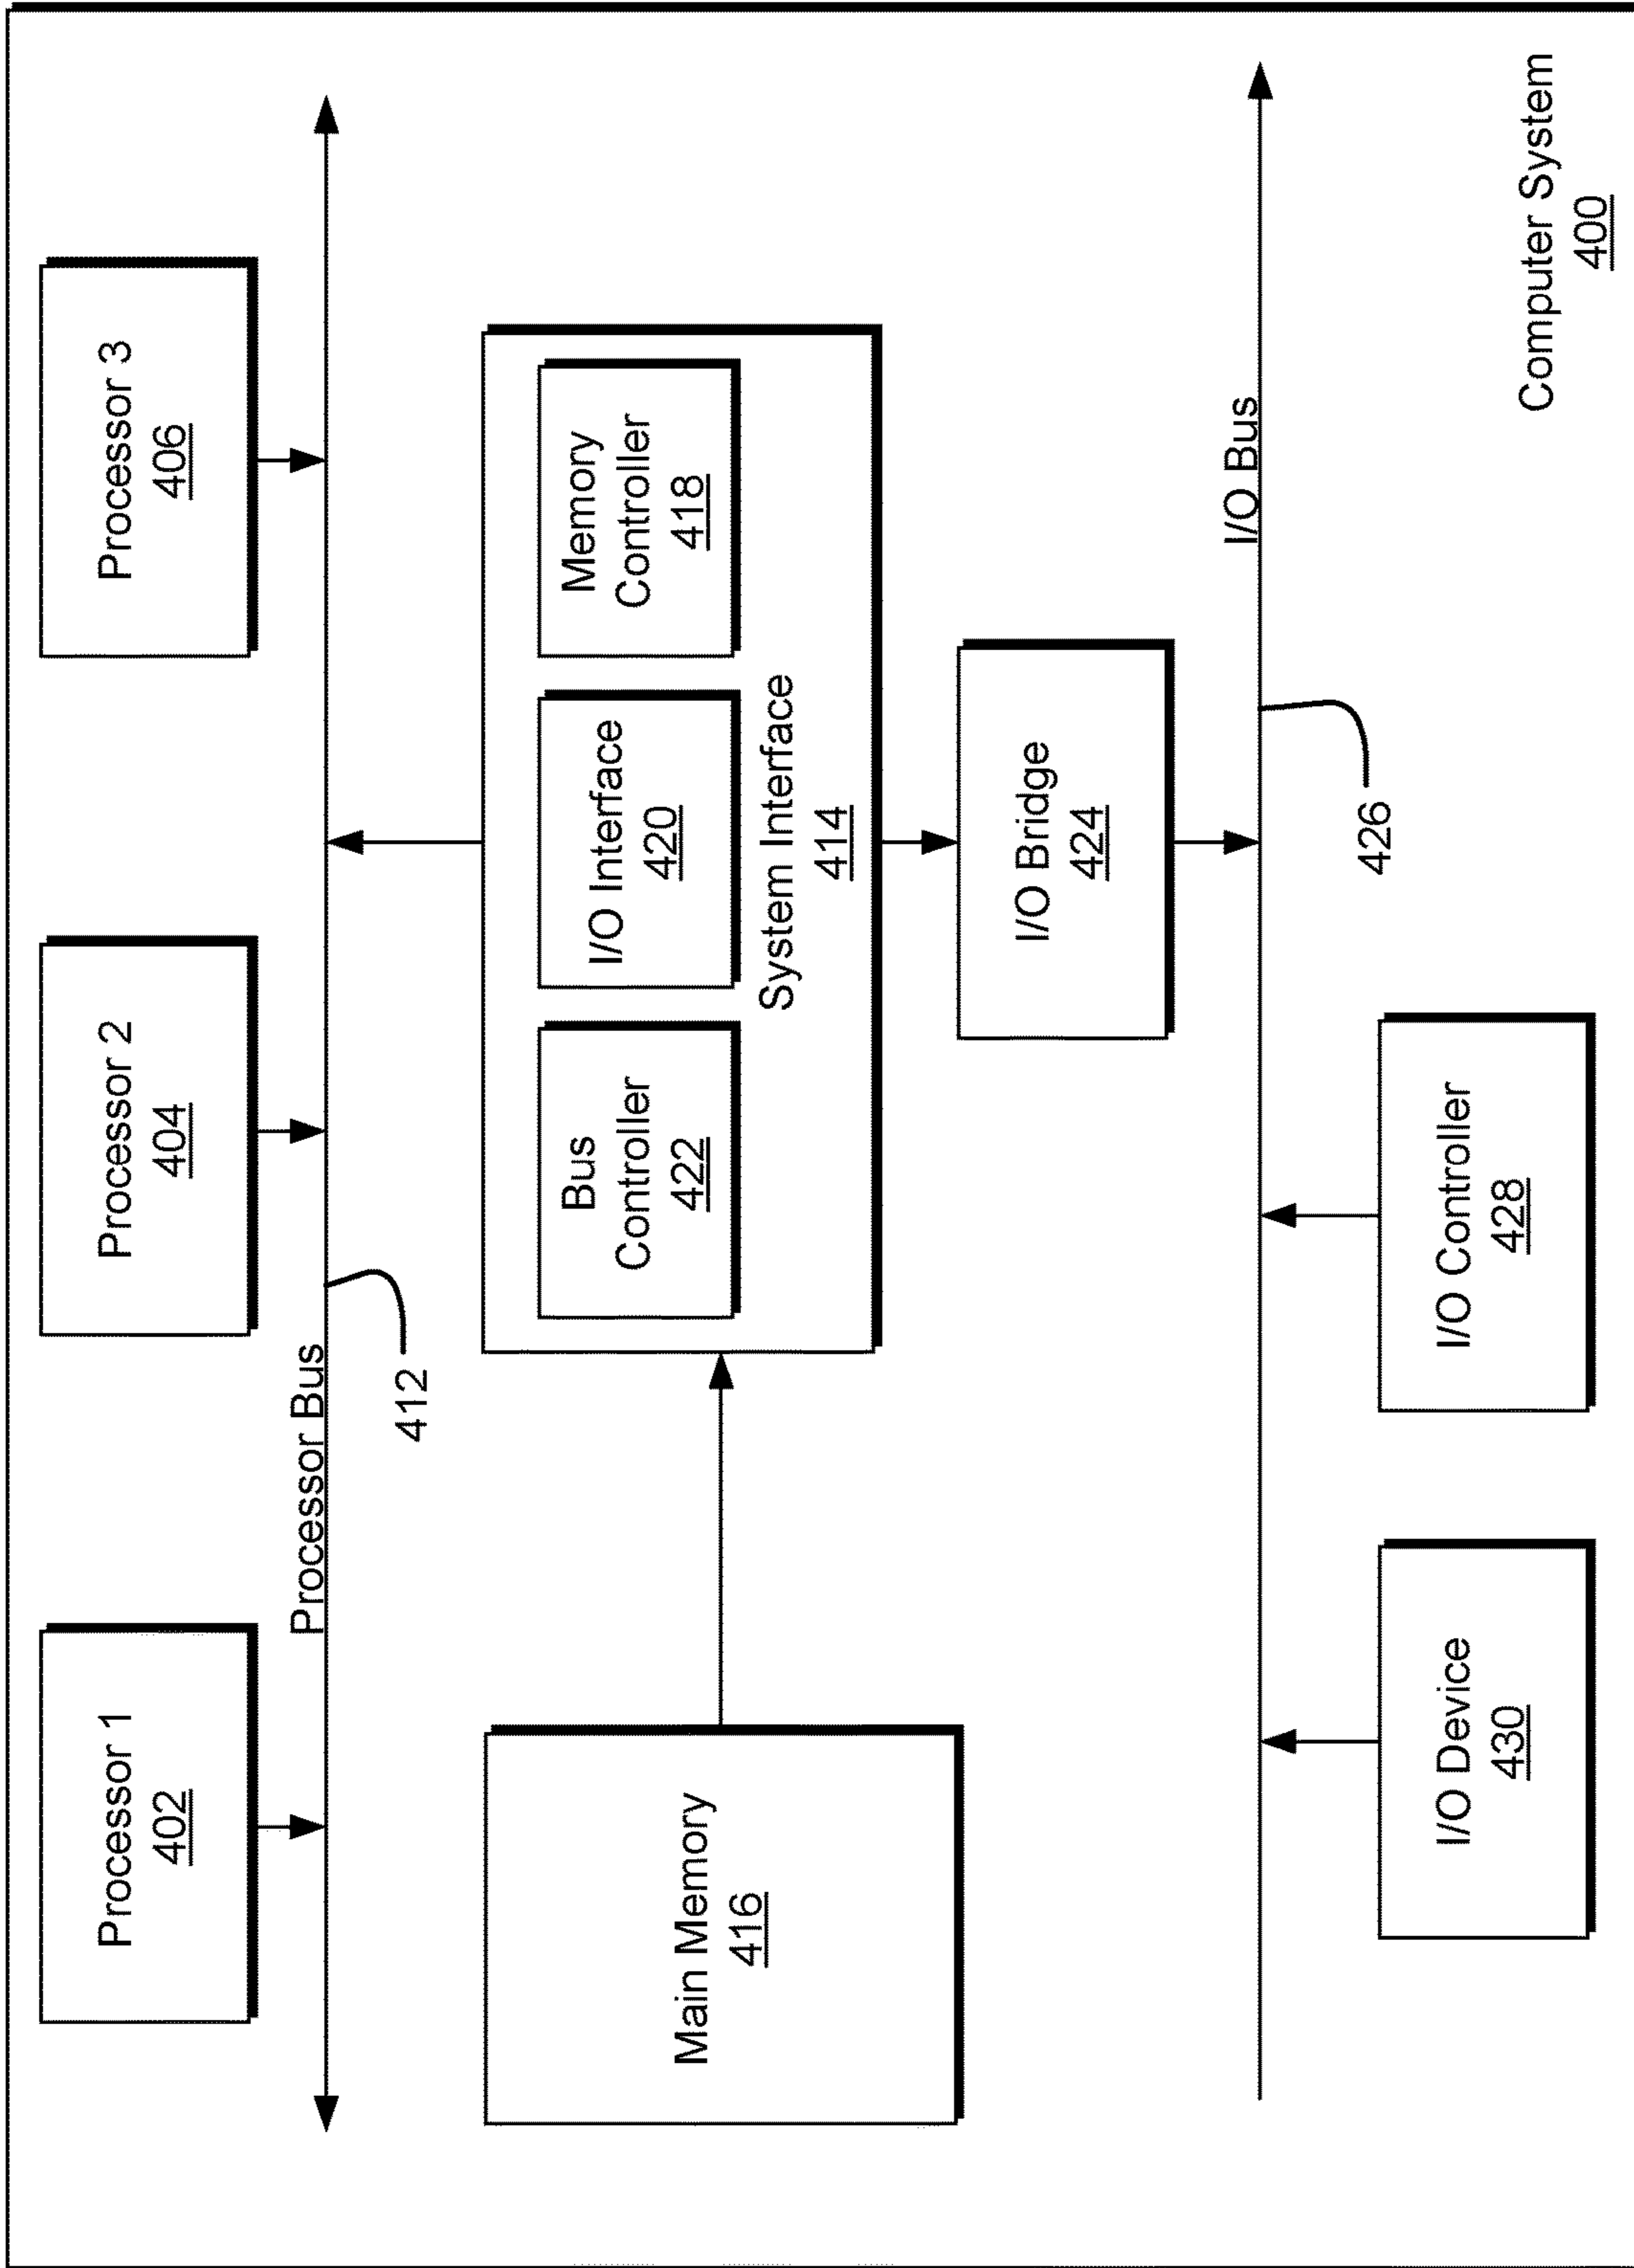 Processor 1
402
Processor 2
404
Processor 3
406
Processor Bus
412
Main Memory
416
Bus
Controller
422
I/O Interface
420
Memory
Controller
418
System Interface
414
I/O Bridge
424
I/O Bus
426
I/O Device
430
I/O Controller
428
Computer System
400